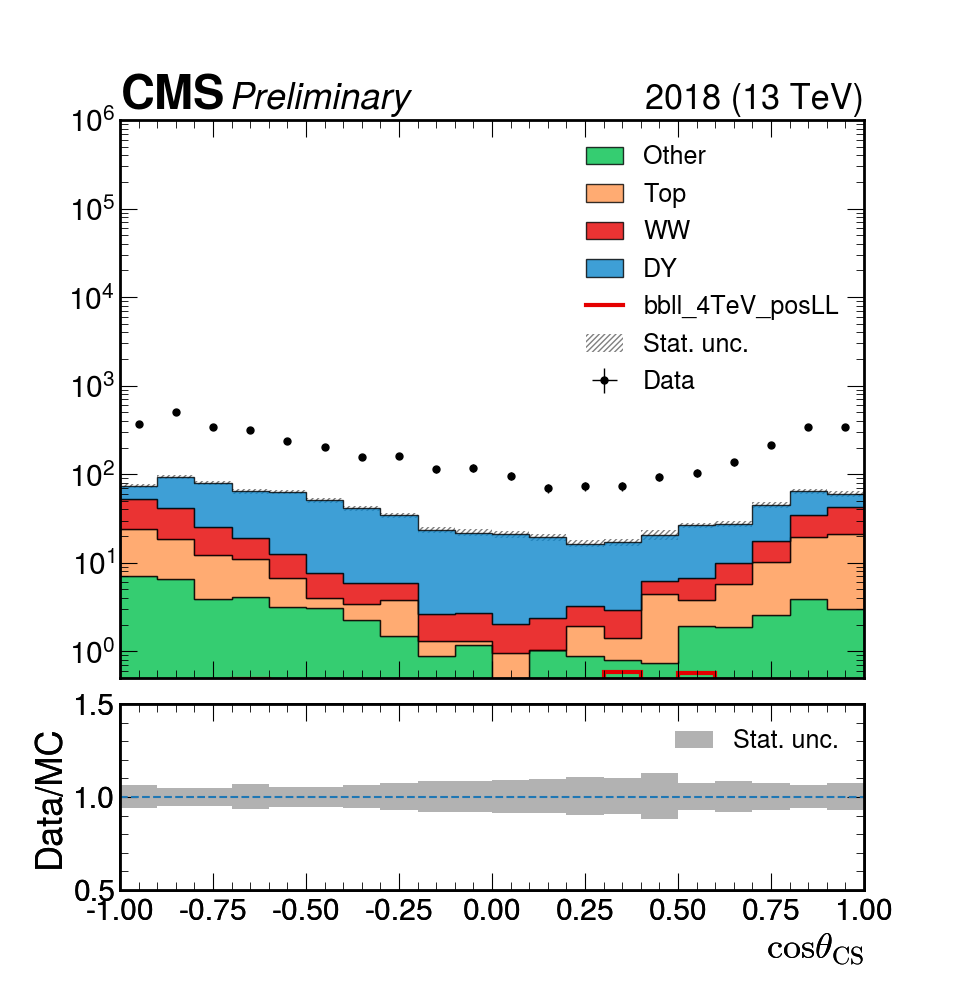 CMS Preliminary 2018 (13 TeV)
10^6
10^5
10^4
10^3
10^2
10^1
10^0
Other
Top
WW
DY
bbll_4TeV_posLL
Stat. unc.
Data
Data/MC
1.5
1.0
0.5
Stat. unc.
-1.00 -0.75 -0.50 -0.25 0.00 0.25 0.50 0.75 1.00
cosθCS